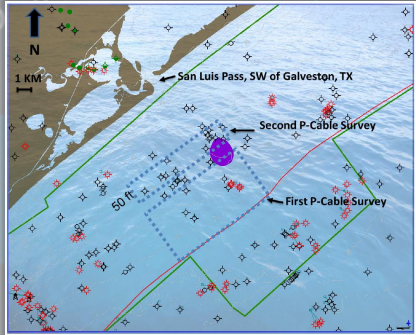 N
1 KM
San Luis Pass, SW of Galveston, TX
Second P-Cable Survey
50 ft
First P-Cable Survey